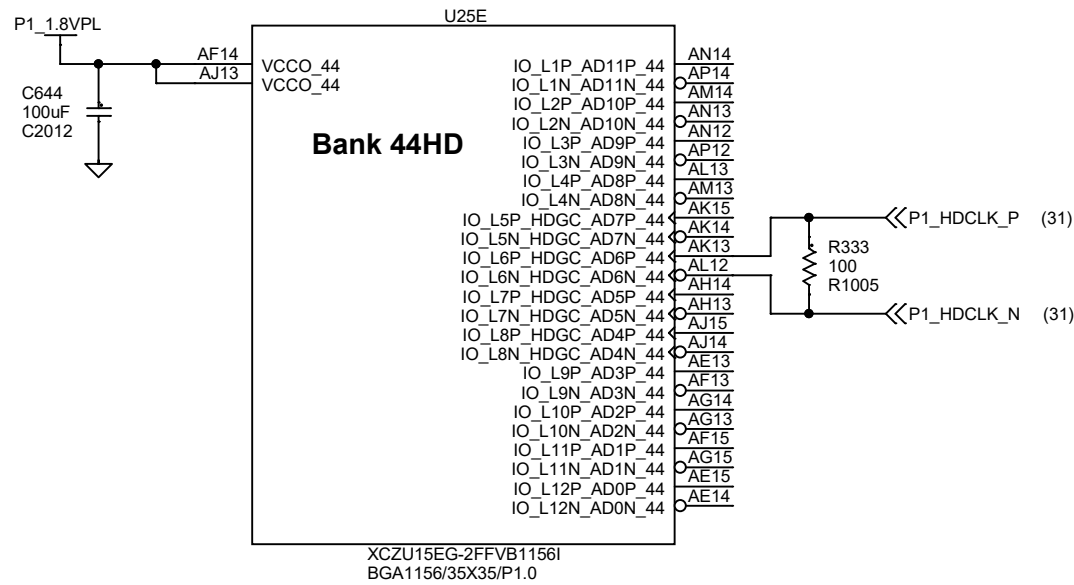 U25E
P1_1.8VPL
AF14
AJ13
VCCO_44
VCCO_44
C644
100uF
C2012
Bank 44HD
IO_L1P_AD11P_44 AN14
IO_L1N_AD11N_44 AP14
IO_L2P_AD10P_44 AM14
IO_L2N_AD10N_44 AN13
IO_L3P_AD9P_44 AN12
IO_L3N_AD9N_44 AP12
IO_L4P_AD8P_44 AL13
IO_L4N_AD8N_44 AM13
IO_L5P_HDGC_AD7P_44 AK15
IO_L5N_HDGC_AD7N_44 AK14
IO_L6P_HDGC_AD6P_44 AK13
IO_L6N_HDGC_AD6N_44 AL12
IO_L7P_HDGC_AD5P_44 AH14
IO_L7N_HDGC_AD5N_44 AH13
IO_L8P_HDGC_AD4P_44 AJ15
IO_L8N_HDGC_AD4N_44 AJ14
IO_L9P_AD3P_44 AE13
IO_L9N_AD3N_44 AF13
IO_L10P_AD2P_44 AG14
IO_L10N_AD2N_44 AG13
IO_L11P_AD1P_44 AF15
IO_L11N_AD1N_44 AG15
IO_L12P_AD0P_44 AE15
IO_L12N_AD0N_44 AE14
P1_HDCLK_P (31)
R333
100
R1005
P1_HDCLK_N (31)
XCZU15EG-2FFVB1156I
BGA1156/35X35/P1.0